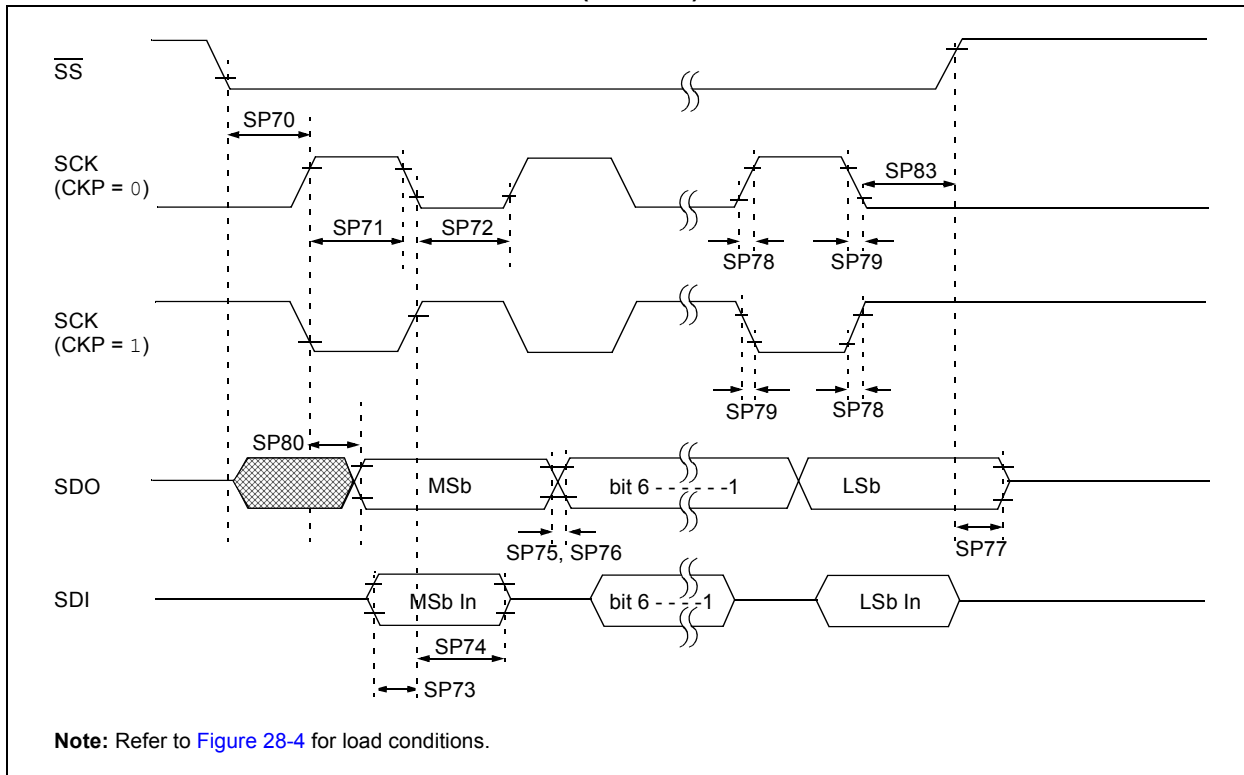 SS
SP70
SCK
(CKP = 0)
SP83
SP71
SP72
SP78
SP79
SCK
(CKP = 1)
SP79
SP78
SP80
SDO
MSb
bit 6 - - - - - -1
LSb
SP75, SP76
SP77
SDI
MSb In
bit 6 - - - -1
LSb In
SP74
SP73
Note: Refer to Figure 28-4 for load conditions.